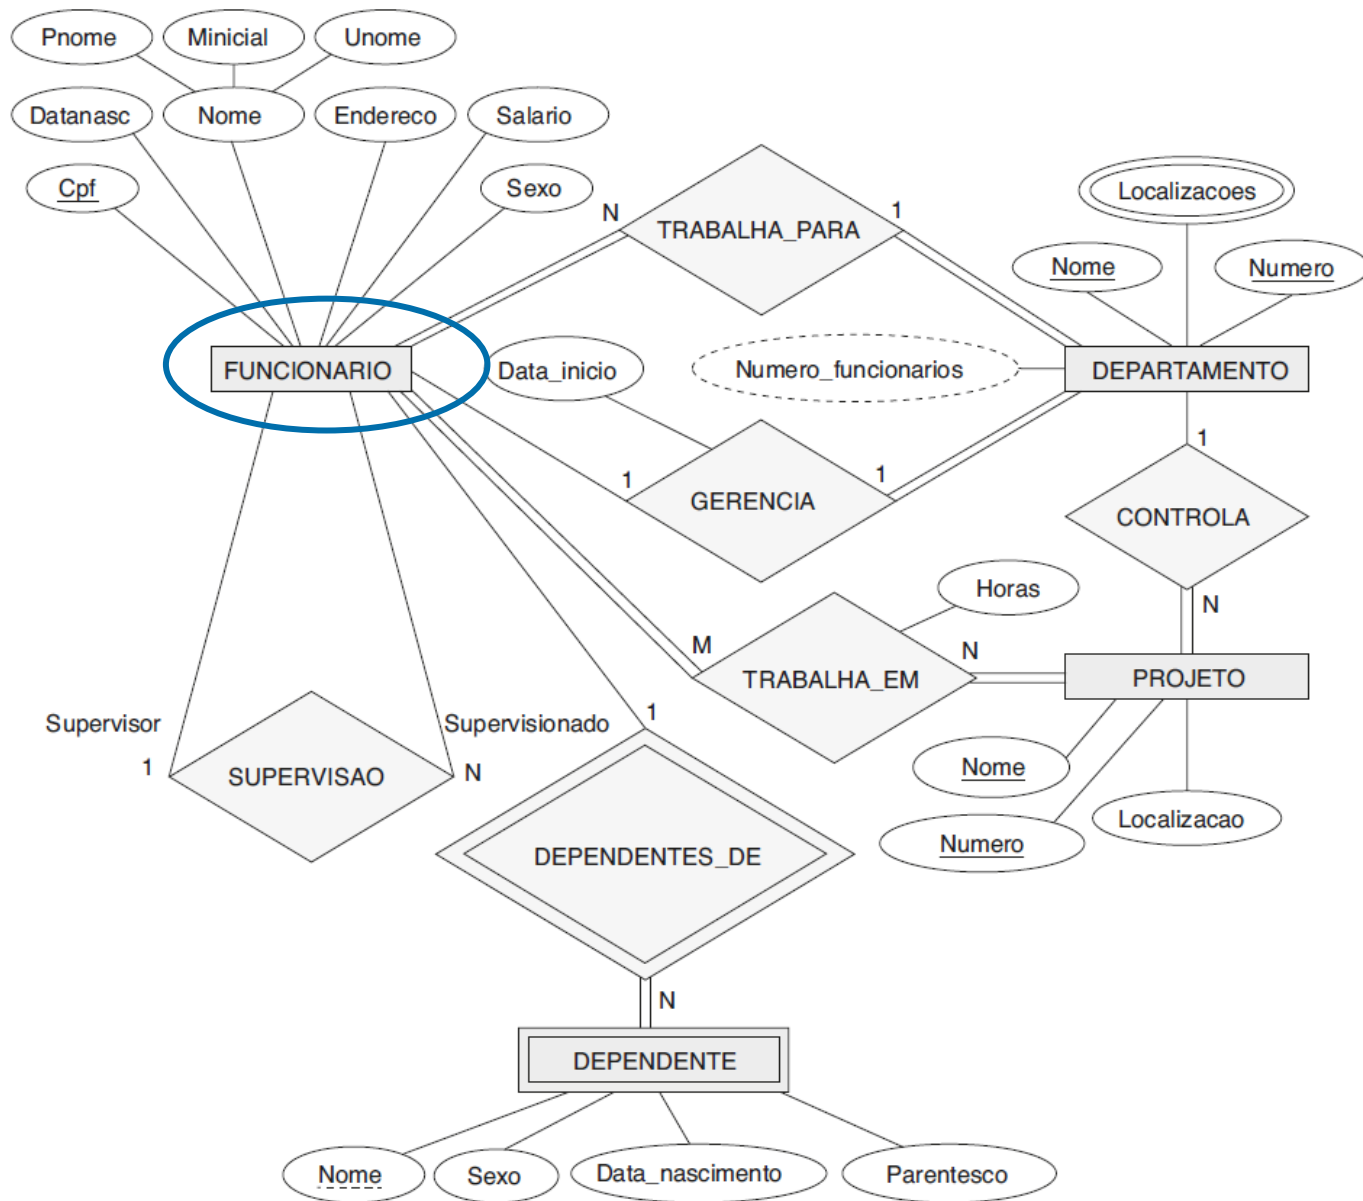 Pnome
Minicial
Unome
Datanasc
Nome
Endereco
Salario
Cpf
Sexo
N
TRABALHA_PARA
1
Localizacoes
Nome
Numero
FUNCIONARIO
Data_inicio
Numero_funcionarios
DEPARTAMENTO
1
GERENCIA
1
1
CONTROLA
N
Horas
M
TRABALHA_EM
N
PROJETO
Nome
Numero
Localizacao
Supervisor
Supervisionado
1
SUPERVISAO
N
1
DEPENDENTES_DE
N
DEPENDENTE
Nome
Sexo
Data_nascimento
Parentesco